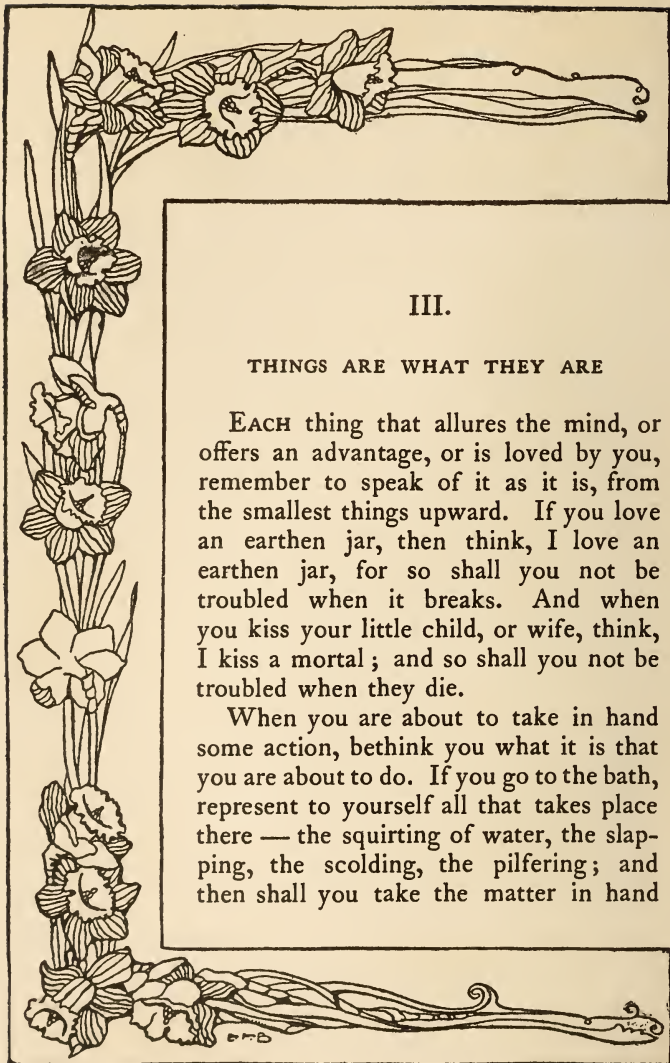 III.
THINGS ARE WHAT THEY ARE
EACH thing that allures the mind, or
offers an advantage, or is loved by you,
remember to speak of it as it is, from
the smallest things upward. If you love
an earthen jar, then think, I love an
earthen jar, for so shall you not be
troubled when it breaks. And when
you kiss your little child, or wife, think,
I kiss a mortal; and so shall you not be
troubled when they die.
When you are about to take in hand
some action, bethink you what it is that
you are about to do. If you go to the bath,
represent to yourself all that takes place
there — the squirting of water, the slap-
ping, the scolding, the pilfering; and
then shall you take the matter in hand